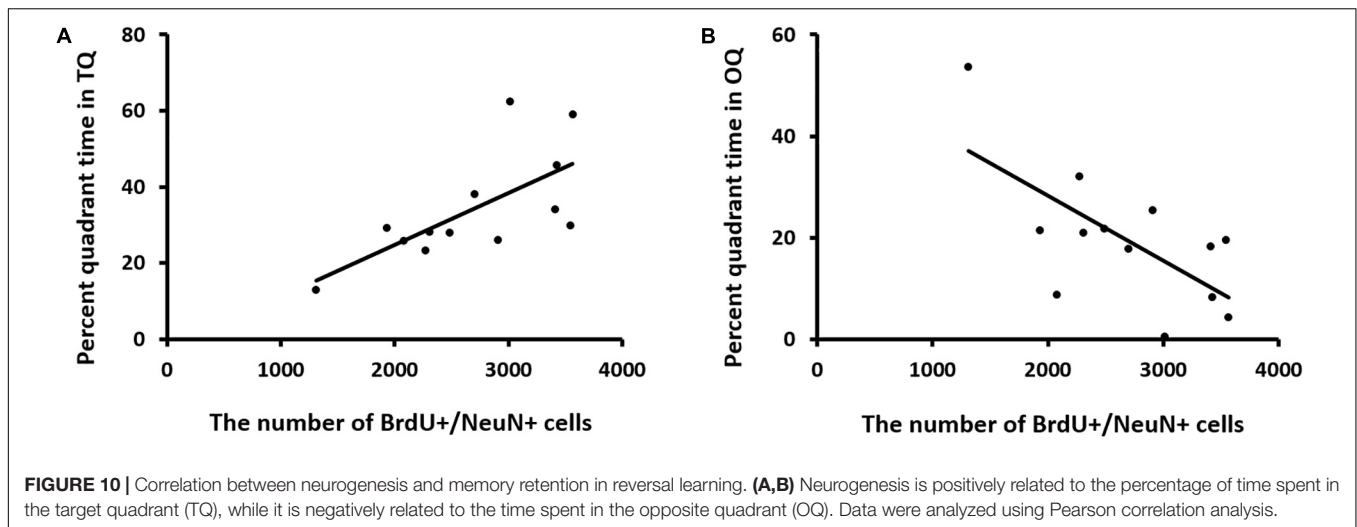 A
Percent quadrant time in TQ
80
60
40
20
0
0 1000 2000 3000 4000
The number of BrdU+/NeuN+ cells
B
Percent quadrant time in OQ
60
40
20
0
0 1000 2000 3000 4000
The number of BrdU+/NeuN+ cells
FIGURE 10 | Correlation between neurogenesis and memory retention in reversal learning. (A,B) Neurogenesis is positively related to the percentage of time spent in
the target quadrant (TQ), while it is negatively related to the time spent in the opposite quadrant (OQ). Data were analyzed using Pearson correlation analysis.